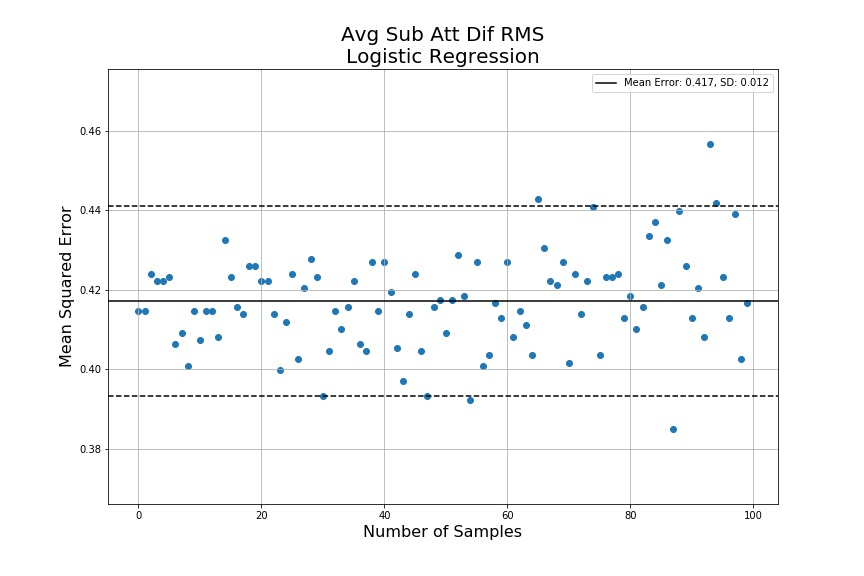 Avg Sub Att Dif RMS
Logistic Regression
Mean Error: 0.417, SD: 0.012
Mean Squared Error
0.46
0.44
0.42
0.40
0.38
0 20 40 60 80 100
Number of Samples